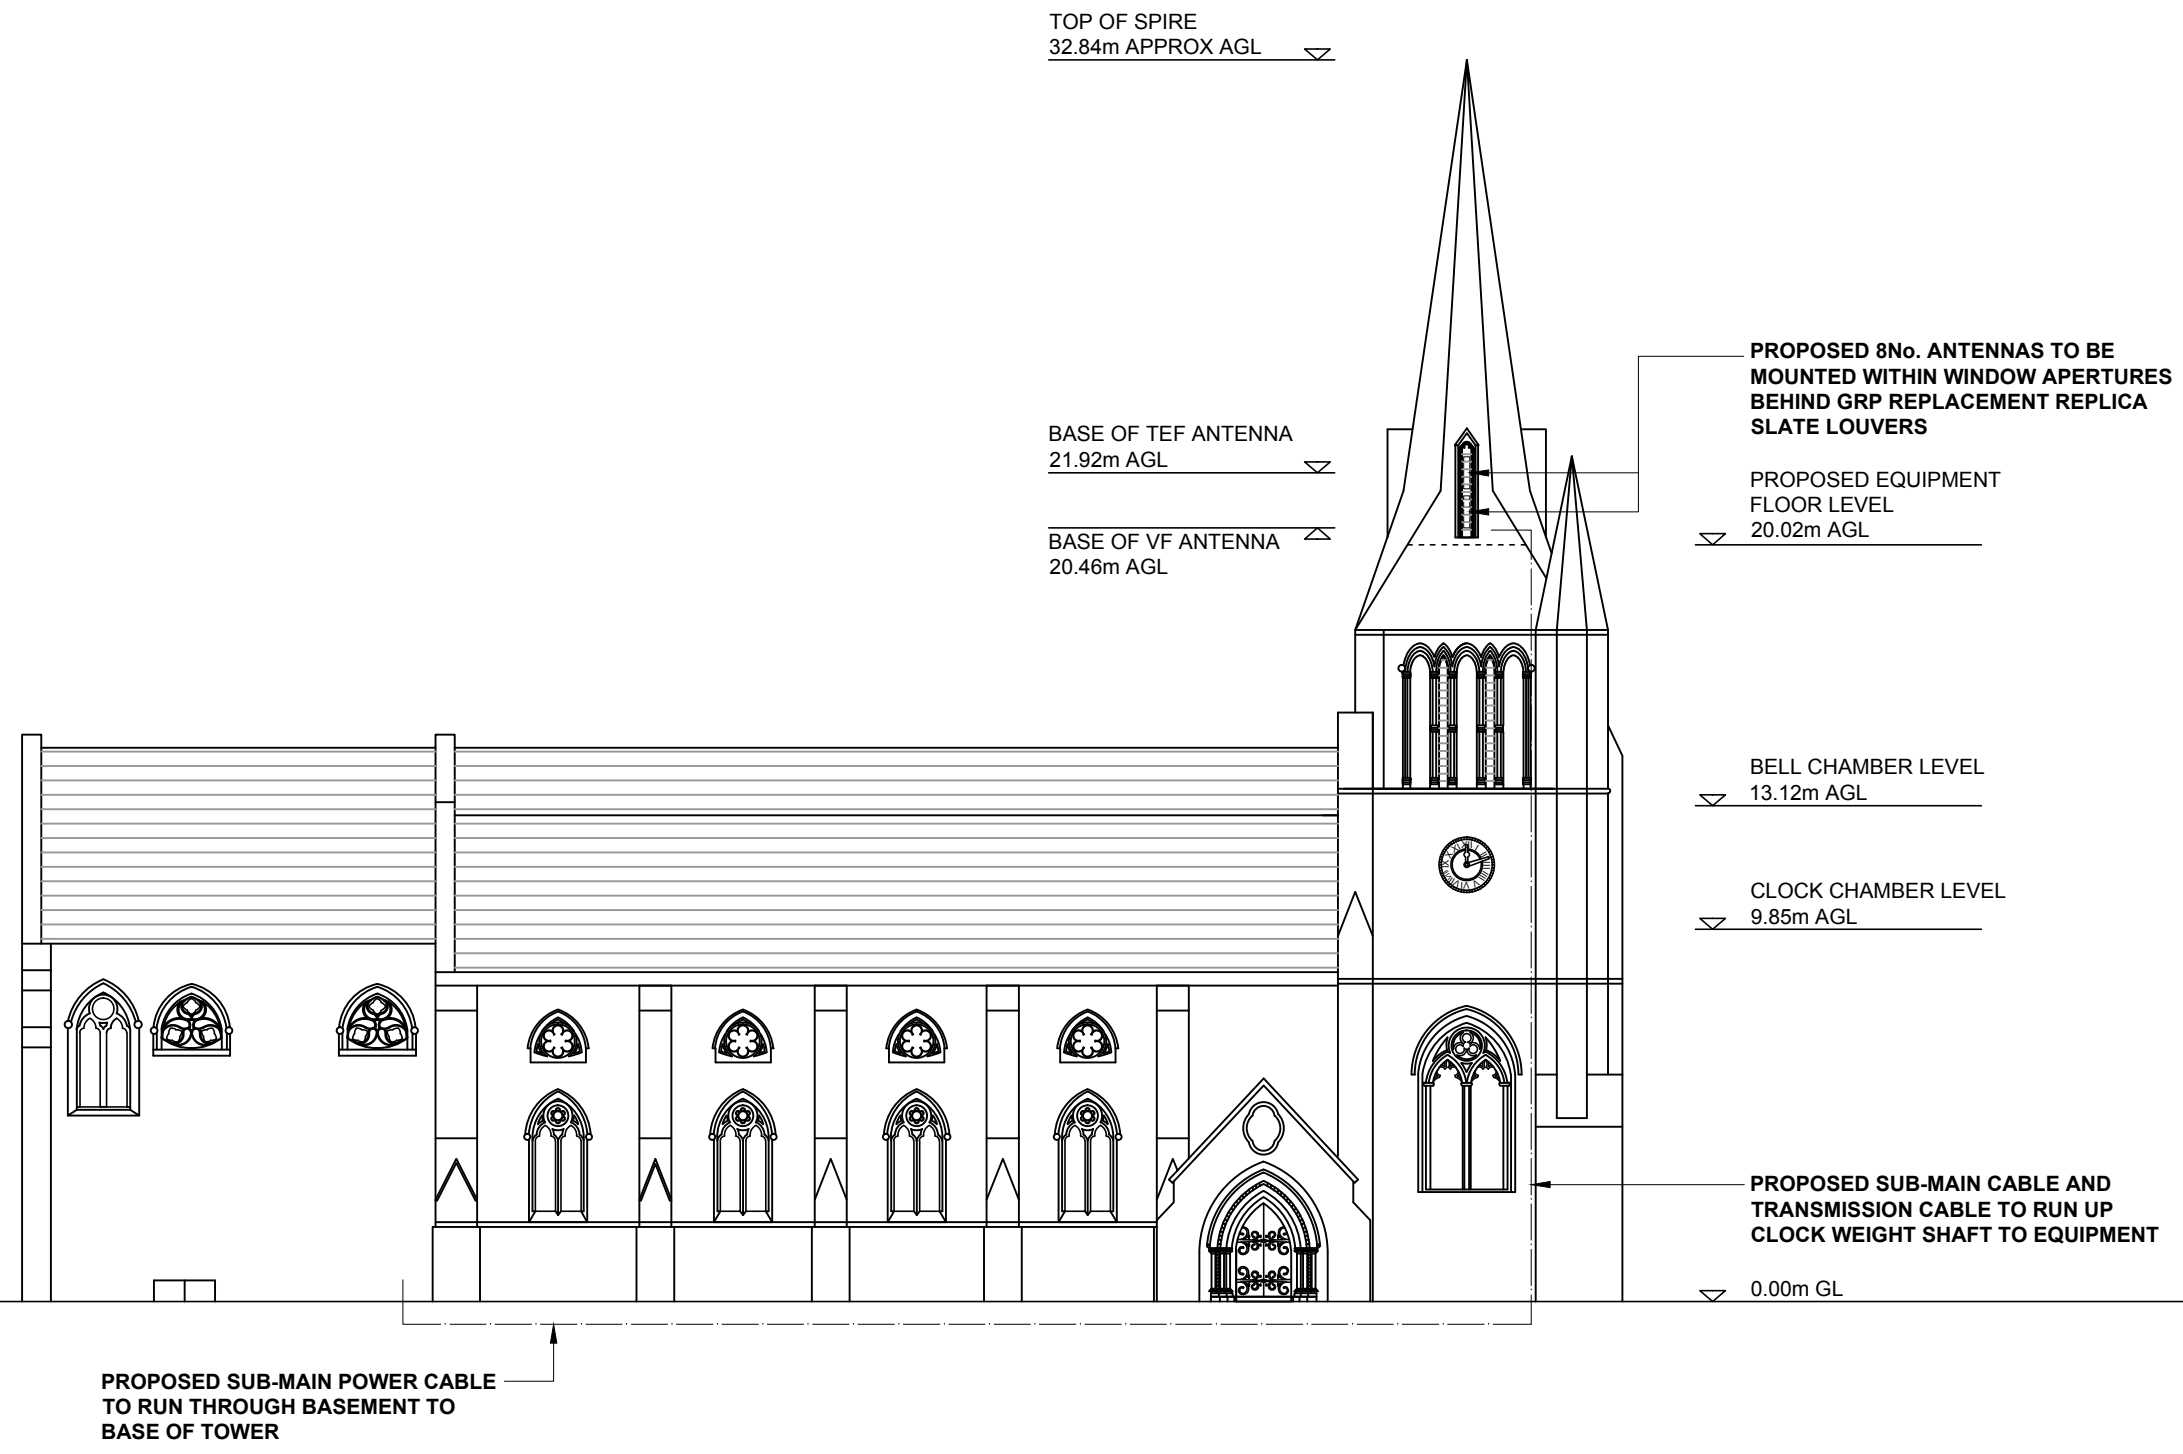 TOP OF SPIRE
32.84m APPROX AGL
PROPOSED 8No. ANTENNAS TO BE
MOUNTED WITHIN WINDOW APERTURES
BEHIND GRP REPLACEMENT REPLICA
SLATE LOUVERS
BASE OF TEF ANTENNA
21.92m AGL
PROPOSED EQUIPMENT
FLOOR LEVEL
20.02m AGL
BASE OF VF ANTENNA
20.46m AGL
BELL CHAMBER LEVEL
13.12m AGL
CLOCK CHAMBER LEVEL
9.85m AGL
PROPOSED SUB-MAIN CABLE AND
TRANSMISSION CABLE TO RUN UP
CLOCK WEIGHT SHAFT TO EQUIPMENT
0.00m GL
PROPOSED SUB-MAIN POWER CABLE
TO RUN THROUGH BASEMENT TO
BASE OF TOWER